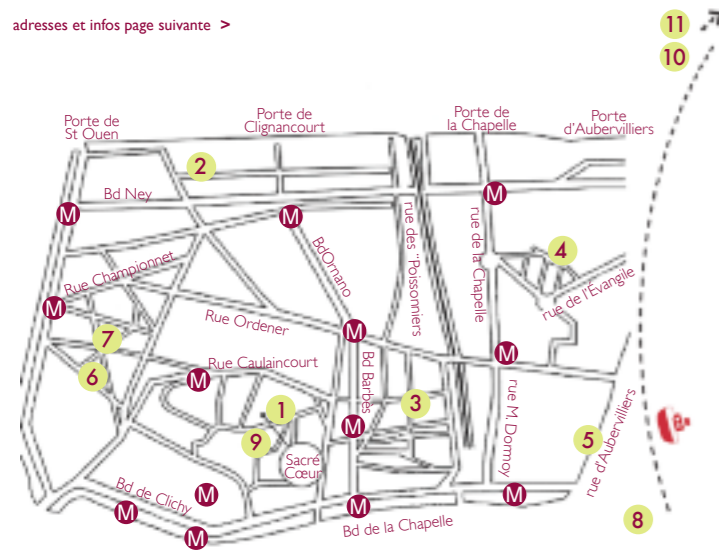 adresses et infos page suivante >
11
10
Porte de
St Ouen
Porte de
Clignancourt
Porte de
la Chapelle
Porte
d'Aubervilliers
2
Bd Ney
M
M
M
rue des "Poissonniers
rue de la Chapelle
4
BdOrnano
Rue Championnet
rue de l'Evangile
M
Rue Ordener
M
7
M
Rue Caulaincourt
Bd Barbes
6
M
rue M Dormoy
1
3
M
rue d'Aubervilliers
9
5
Sacré
Cœur
Bd de Clichy
M
M
M
M
M
Bd de la Chapelle
8